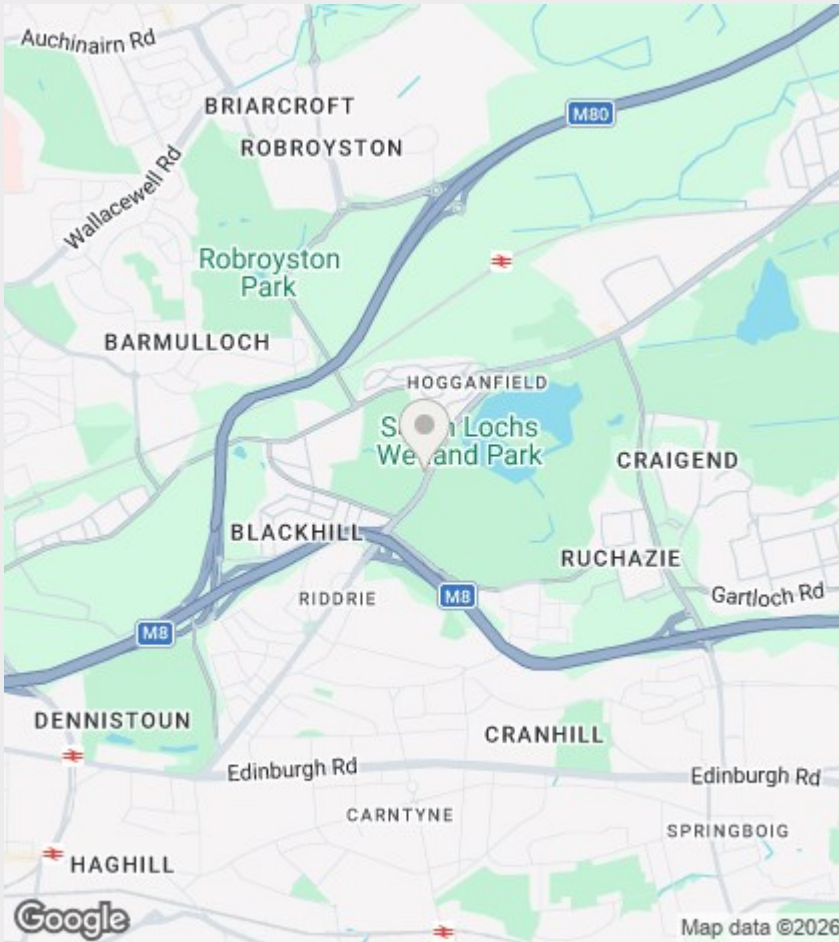 Auchinairn Rd
BRIARCROFT
M80
ROBROYSTON
Wallacewell Rd
Robroyston
Park
BARMULLOCH
HOGGANFIELD
Lochs
Park
CRAIGEND
BLACKHILL
RUCHAZIE
Gartloch Rd
RIDDRIE
M8
M8
DENNISTOUN
CRANHILL
Edinburgh Rd
Edinburgh Rd
CARNTYNE
SPRINGBOIG
HAGHILL
Google
Map data ©2026